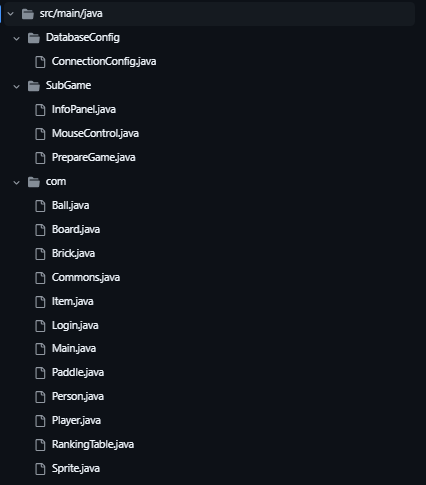 src/main/java
DatabaseConfig
ConnectionConfig.java
SubGame
InfoPanel.java
MouseControl.java
PrepareGame.java
com
Ball.java
Board.java
Brick.java
Commons.java
Item.java
Login.java
Main.java
Paddle.java
Person.java
Player.java
RankingTable.java
Sprite.java